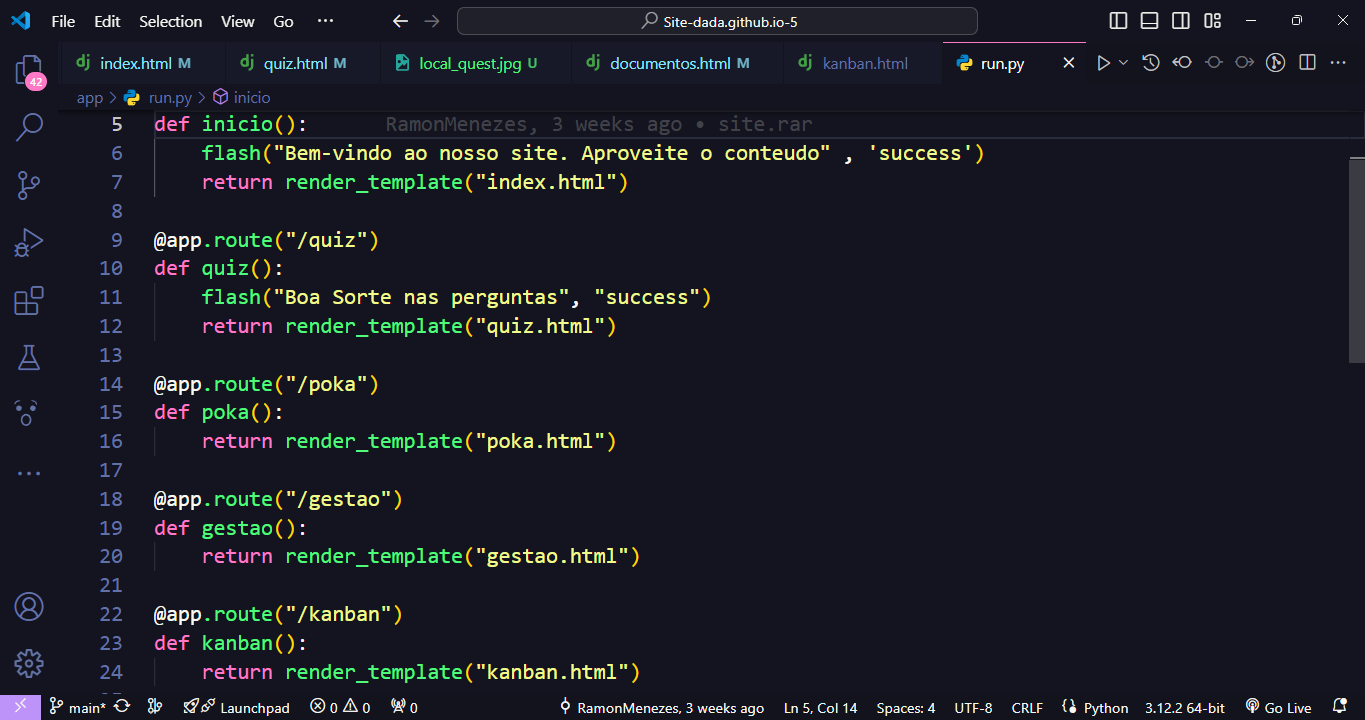 File Edit Selection View Go ··· Site-dada.github.io-5
42
index.html M quiz.html M local_quest.jpg U documentos.html M kanban.html run.py
app > run.py > inicio
5 def inicio(): RamonMenezes, 3 weeks ago • site.rar
6 flash("Bem-vindo ao nosso site. Aproveite o conteudo" , 'success')
7 return render_template("index.html")
8
9 @app.route("/quiz")
10 def quiz():
11 flash("Boa Sorte nas perguntas", "success")
12 return render_template("quiz.html")
13
14 @app.route("/poka")
15 def poka():
16 return render_template("poka.html")
17
18 @app.route("/gestao")
19 def gestao():
20 return render_template("gestao.html")
21
22 @app.route("/kanban")
23 def kanban():
24 return render_template("kanban.html")
main* Launchpad 0 0 0 RamonMenezes, 3 weeks ago Ln 5, Col 14 Spaces: 4 UTF-8 CRLF Python 3.12.2 64-bit Go Live